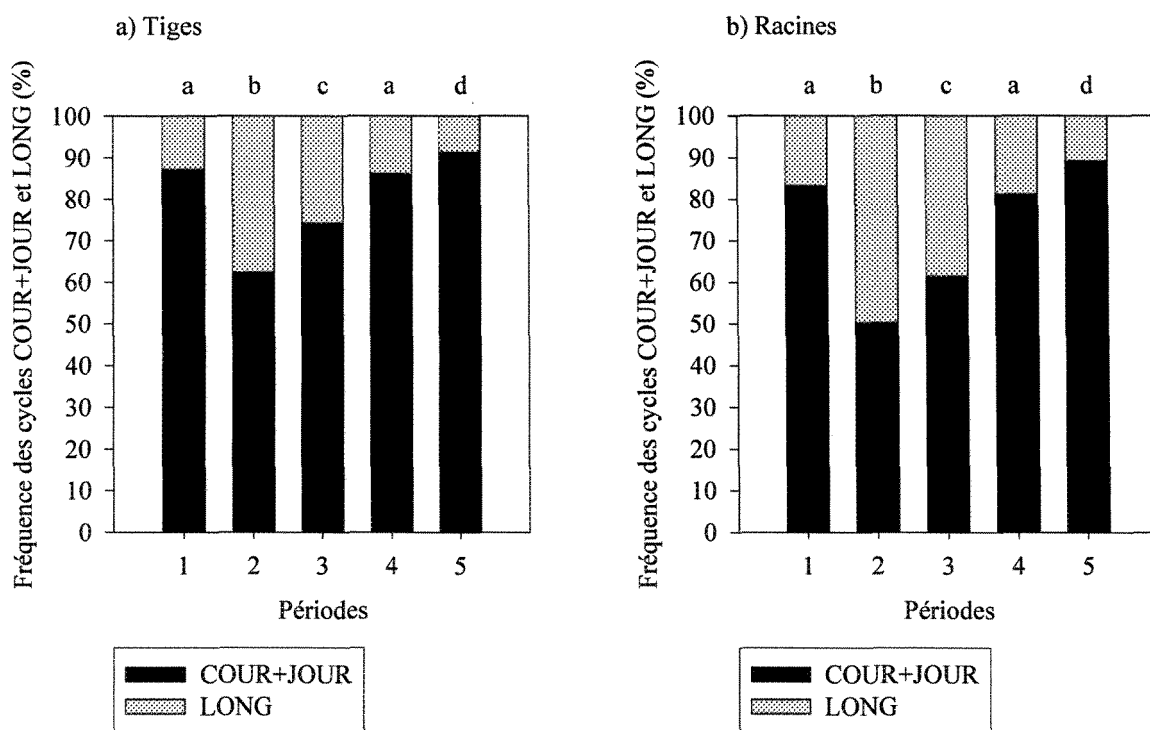 a) Tiges
Fréquence des cycles COUR+JOUR et LONG (%)
a b c a d
100
90
80
70
60
50
40
30
20
10
0
1 2 3 4 5
Périodes
COUR+JOUR
LONG
b) Racines
Fréquence des cycles COUR+JOUR et LONG (%)
a b c a d
100
90
80
70
60
50
40
30
20
10
0
1 2 3 4 5
Périodes
COUR+JOUR
LONG